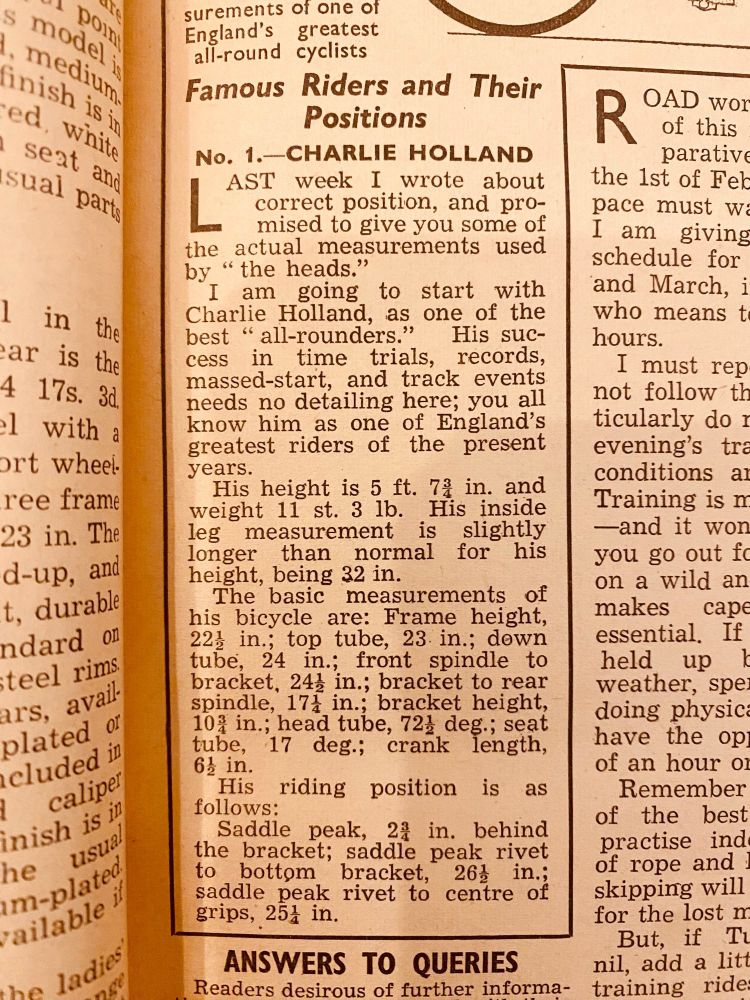 surements of one of
England's greatest
all-round cyclists
Famous Riders and Their
Positions
No. 1.—CHARLIE HOLLAND
LAST week I wrote about
correct position, and pro-
mised to give you some of
the actual measurements used
by "the heads."
I am going to start with
Charlie Holland, as one of the
best "all-rounders." His suc-
cess in time trials, records,
massed-start, and track events
needs no detailing here; you all
know him as one of England's
greatest riders of the present
years.
His height is 5 ft. 7¾ in. and
weight 11 st. 3 lb. His inside
leg measurement is slightly
longer than normal for his
height, being 32 in.
The basic measurements of
his bicycle are: Frame height,
22½ in.; top tube, 23 in.; down
tube, 24 in.; front spindle to
bracket, 24½ in.; bracket to rear
spindle, 17¼ in.; bracket height,
10¾ in.; head tube, 72½ deg.; seat
tube, 17 deg.; crank length,
6½ in.
His riding position is as
follows:
Saddle peak, 2¾ in. behind
the bracket; saddle peak rivet
to bottom bracket, 26½ in.;
saddle peak rivet to centre of
grips, 25¼ in.
ANSWERS TO QUERIES
Readers desirous of further informa-
point
s model is
medium-
finish is in
red, white
seat and
usual parts
in the
ear is the
4 17s. 3d.
with a
ort wheel-
ree frame
23 in. The
d-up, and
t, durable
ndard on
steel rims.
ars, avail-
plated or
ncluded in
caliper
finish is in
he usual
um-plated.
vailable if
the ladies'
ROAD wor
of this
parative
the 1st of Feb
pace must wa
I am giving
schedule for
and March, i
who means to
hours.
I must rep
not follow th
ticularly do n
evening's tra
conditions an
Training is m
—and it won
you go out fo
on a wild an
makes cape
essential. If
held up b
weather, spen
doing physica
have the opp
of an hour or
Remember
of the best
practise inde
of rope and
skipping will
for the lost m
But, if Tu
nil, add a litt
training rides